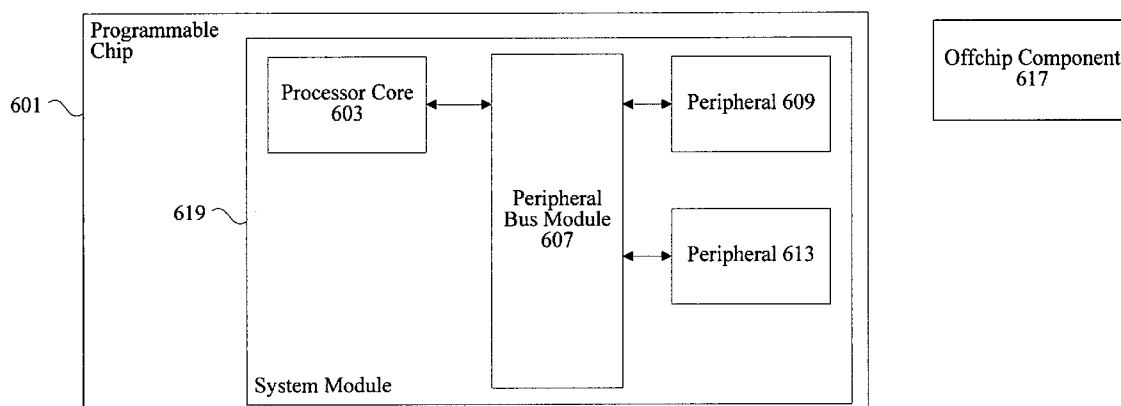 Programmable
Chip
Offchip Component
617
Processor Core
603
Peripheral 609
601
Peripheral
Bus Module
607
619
Peripheral 613
System Module